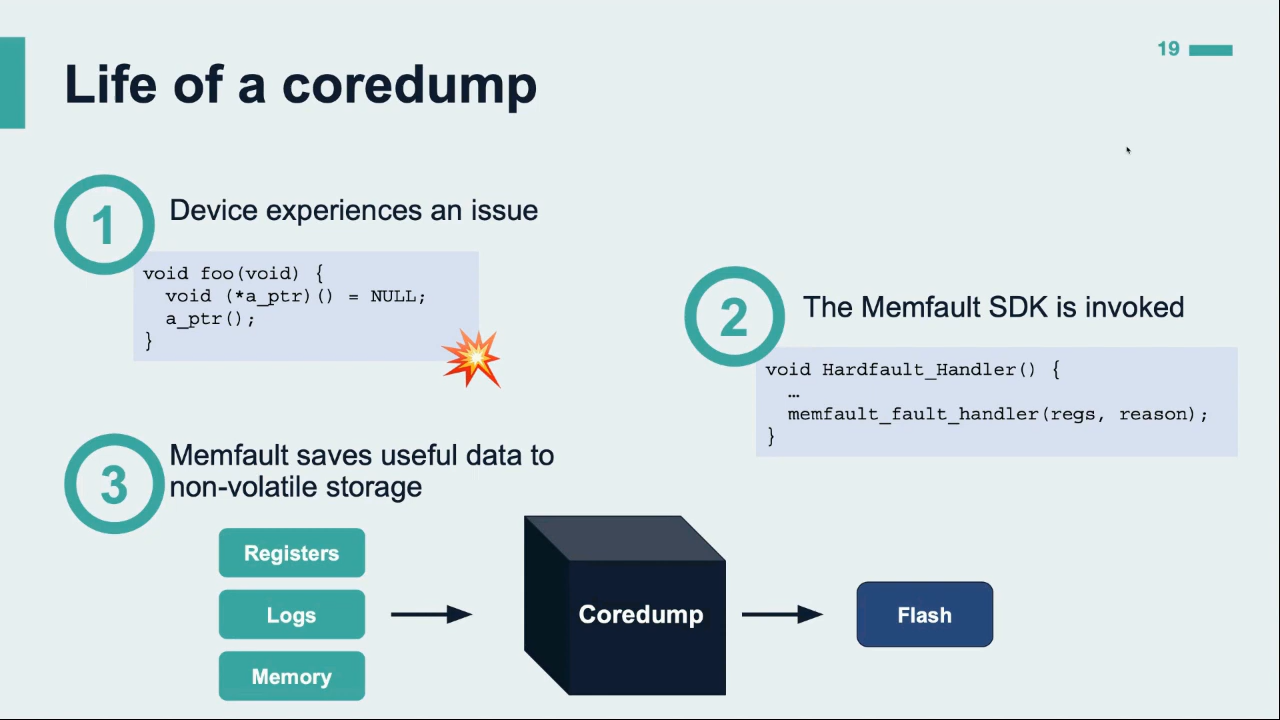 19
Life of a coredump
1
Device experiences an issue
void foo(void) {
  void (*a_ptr)() = NULL;
  a_ptr();
}
2
The Memfault SDK is invoked
void Hardfault_Handler() {
  …
  memfault_fault_handler(regs, reason);
}
3
Memfault saves useful data to
non-volatile storage
Registers
Logs
Memory
Coredump
Flash